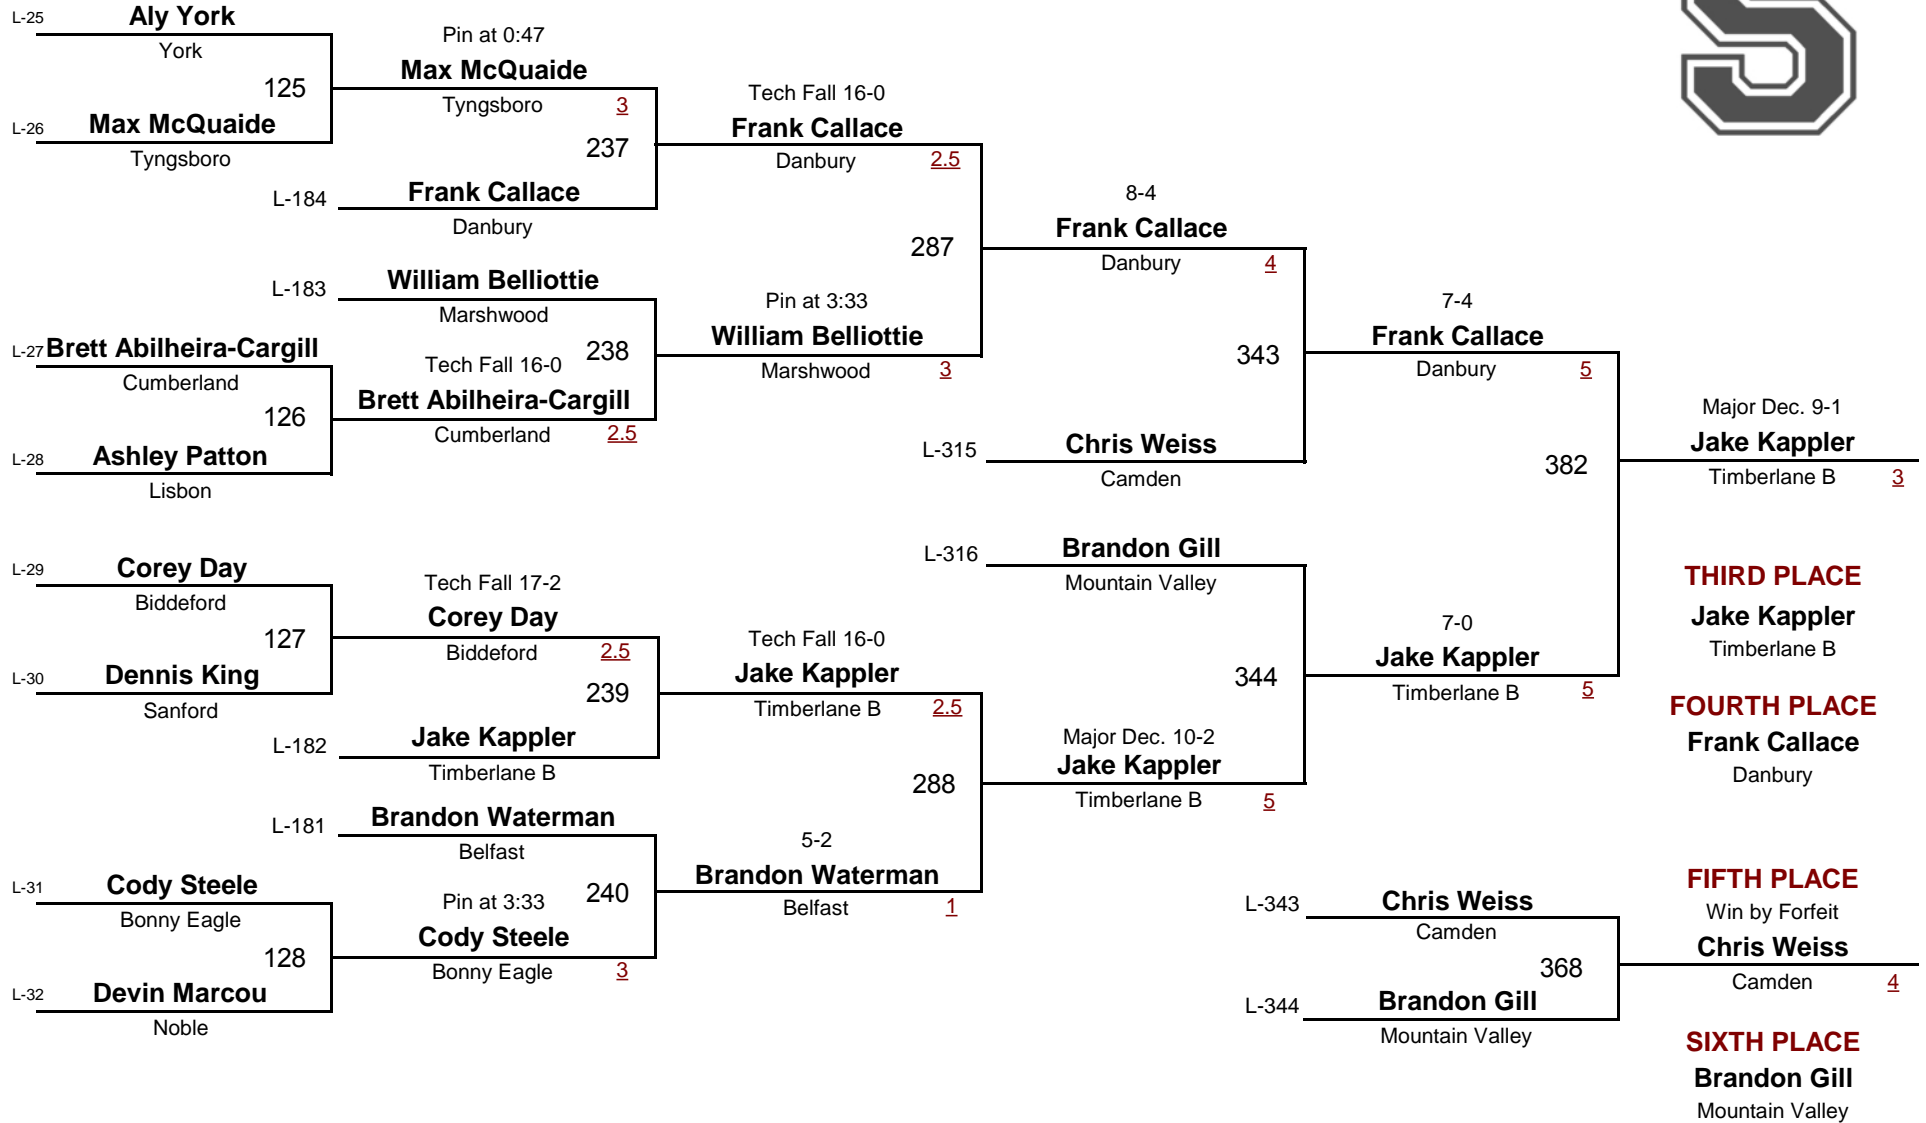 L-25
Aly York
York
125
L-26
Max McQuaide
Tyngsboro
Pin at 0:47
Max McQuaide
Tyngsboro 3
237
L-184
Frank Callace
Danbury
Tech Fall 16-0
Frank Callace
Danbury 2.5
L-183
William Belliottie
Marshwood
238
L-27 Brett Abilheira-Cargill
Cumberland
126
L-28
Ashley Patton
Lisbon
Tech Fall 16-0
Brett Abilheira-Cargill
Cumberland 2.5
Pin at 3:33
William Belliottie
Marshwood 3
287
8-4
Frank Callace
Danbury 4
343
L-315
Chris Weiss
Camden
7-4
Frank Callace
Danbury 5
382
L-29
Corey Day
Biddeford
127
L-30
Dennis King
Sanford
Tech Fall 17-2
Corey Day
Biddeford 2.5
239
L-182
Jake Kappler
Timberlane B
Tech Fall 16-0
Jake Kappler
Timberlane B 2.5
L-181
Brandon Waterman
Belfast
240
L-31
Cody Steele
Bonny Eagle
128
L-32
Devin Marcou
Noble
Pin at 3:33
Cody Steele
Bonny Eagle 3
5-2
Brandon Waterman
Belfast 1
288
L-316
Brandon Gill
Mountain Valley
344
Major Dec. 10-2
Jake Kappler
Timberlane B 5
7-0
Jake Kappler
Timberlane B 5
Major Dec. 9-1
Jake Kappler
Timberlane B 3
THIRD PLACE
Jake Kappler
Timberlane B
FOURTH PLACE
Frank Callace
Danbury
L-343
Chris Weiss
Camden
368
L-344
Brandon Gill
Mountain Valley
FIFTH PLACE
Win by Forfeit
Chris Weiss
Camden 4
SIXTH PLACE
Brandon Gill
Mountain Valley
S